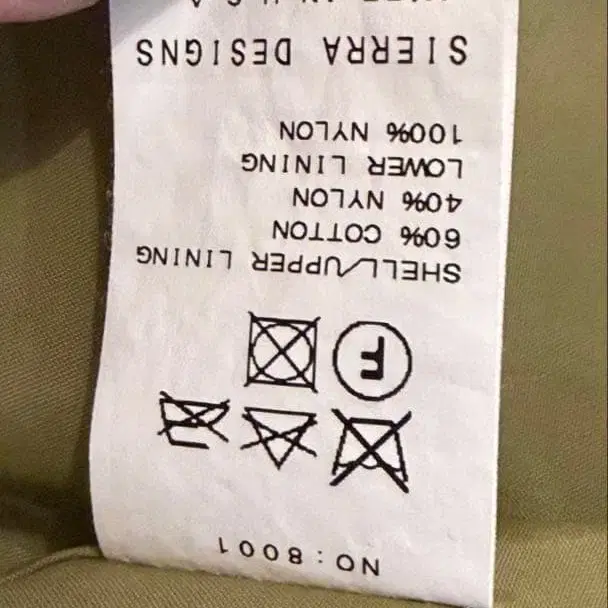 NO:8001
F
SHELL/UPPER LINING
60% COTTON
40% NYLON
LOWER LINING
100% NYLON
SIERRA DESIGNS